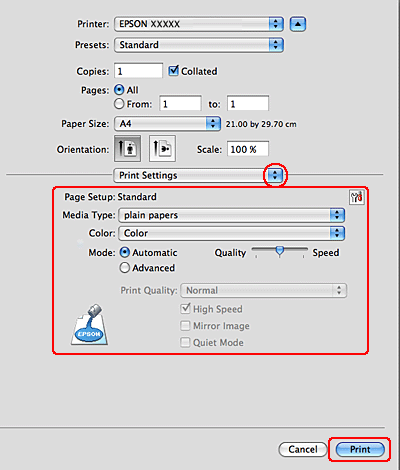 Printer: EPSON XXXXX
Presets: Standard
Copies: 1 Collated
Pages: All
From: 1 to: 1
Paper Size: A4 21.00 by 29.70 cm
Orientation: Scale: 100 %
Print Settings
Page Setup: Standard
Media Type: plain papers
Color: Color
Mode: Automatic Quality Speed
Advanced
Print Quality: Normal
High Speed
Mirror Image
Quiet Mode
EPSON
Cancel Print